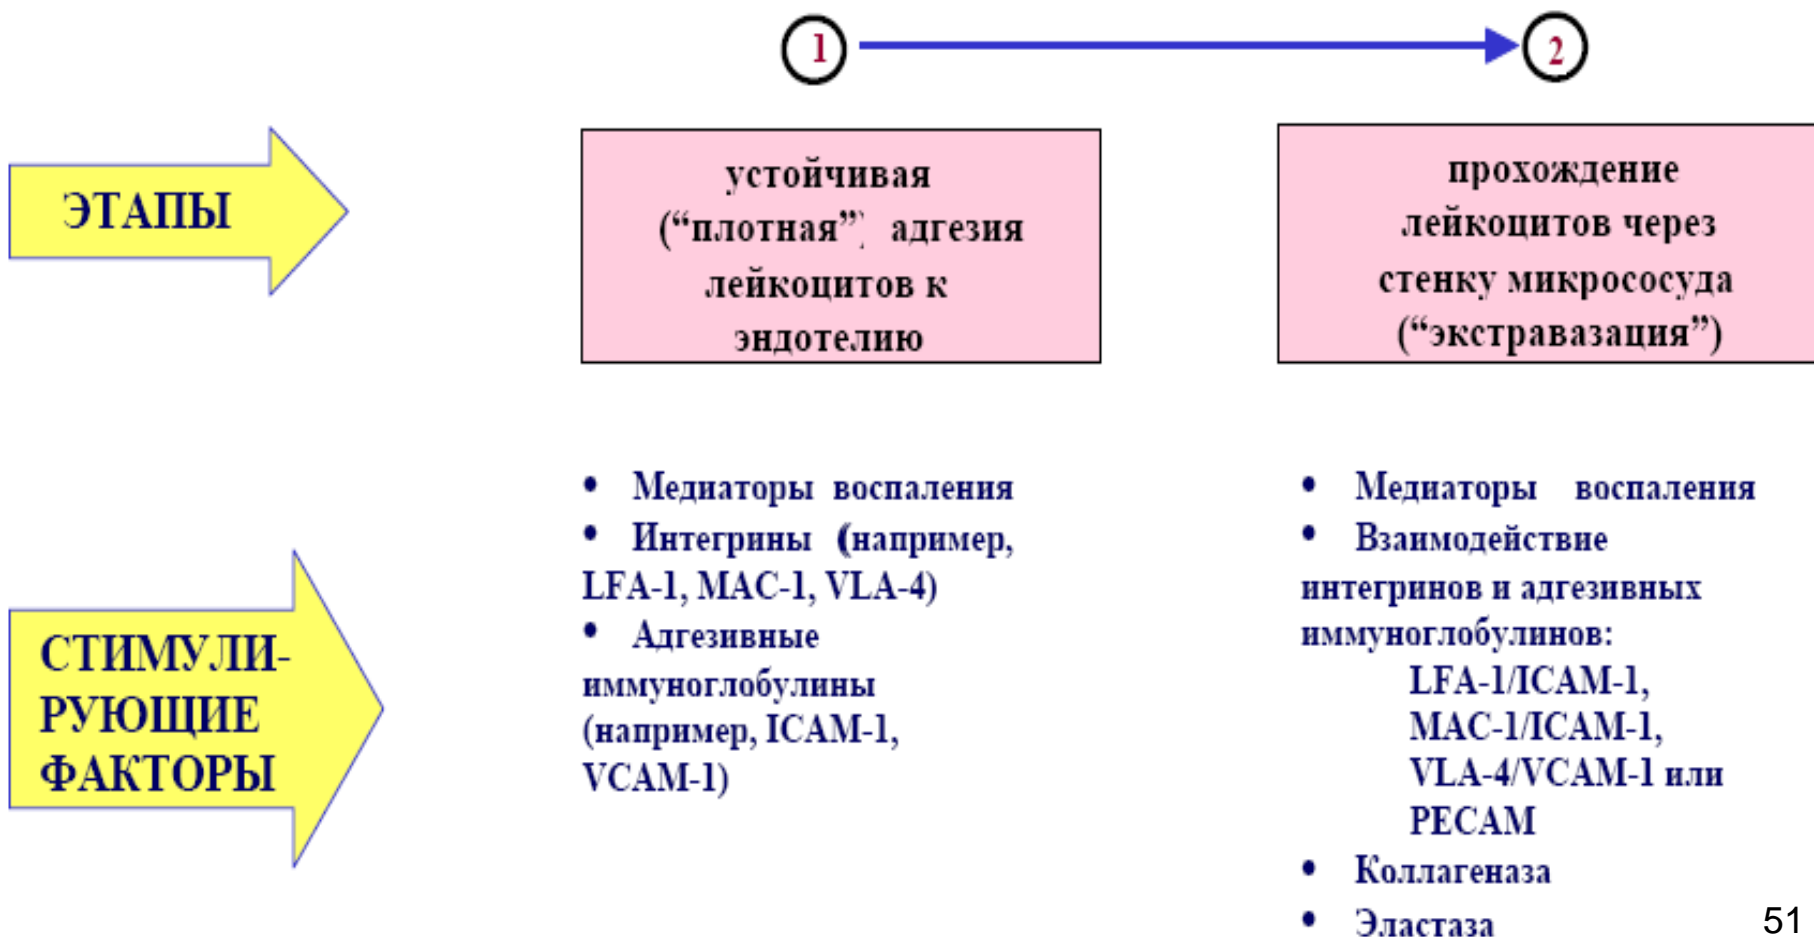 1
2
ЭТАПЫ
устойчивая
(“плотная”) адгезия
лейкоцитов к
эндотелию
прохождение
лейкоцитов через
стенку микрососуда
(“экстравазация”)
СТИМУЛИ-
РУЮЩИЕ
ФАКТОРЫ
• Медиаторы воспаления
• Интегрины (например,
LFA-1, MAC-1, VLA-4)
• Адгезивные
иммуноглобулины
(например, ICAM-1,
VCAM-1)
• Медиаторы воспаления
• Взаимодействие
интегринов и адгезивных
иммуноглобулинов:
LFA-1/ICAM-1,
MAC-1/ICAM-1,
VLA-4/VCAM-1 или
PECAM
• Коллагеназа
• Эластаза
51